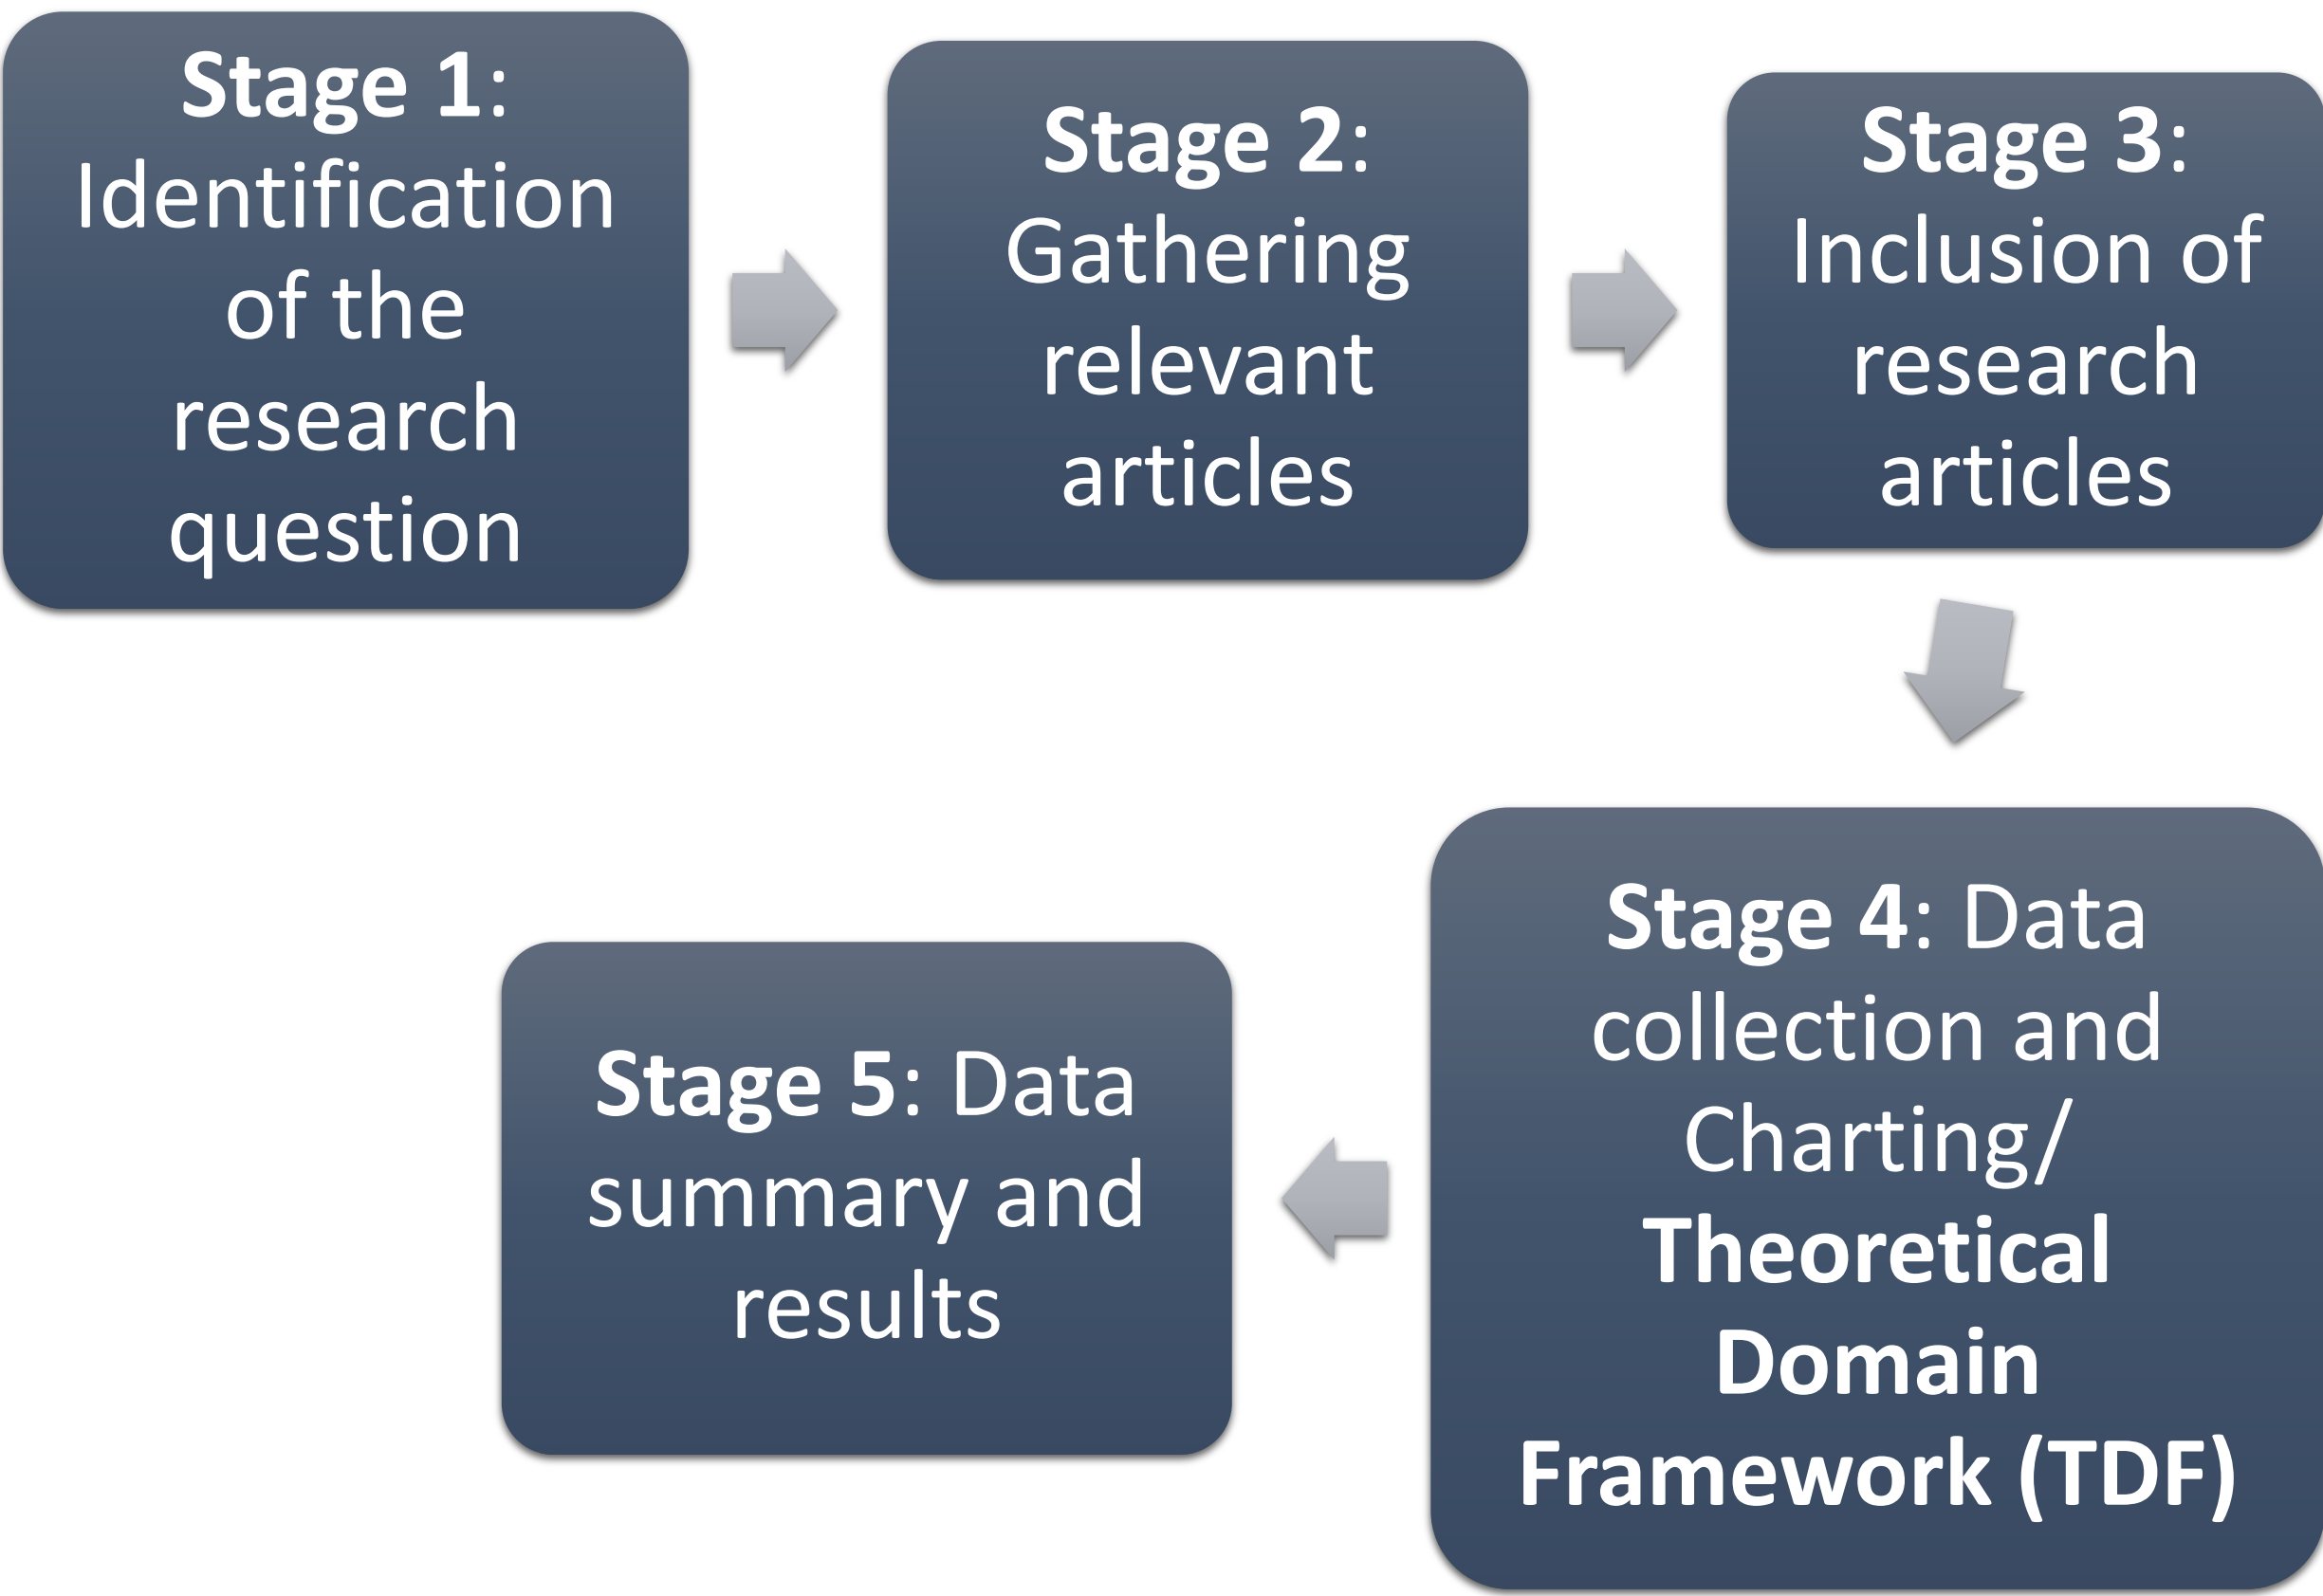 Stage 1:
Identification
of the
research
question
Stage 2:
Gathering
relevant
articles
Stage 3:
Inclusion of
research
articles
Stage 4: Data
collection and
Charting/
Theoretical
Domain
Framework (TDF)
Stage 5: Data
summary and
results